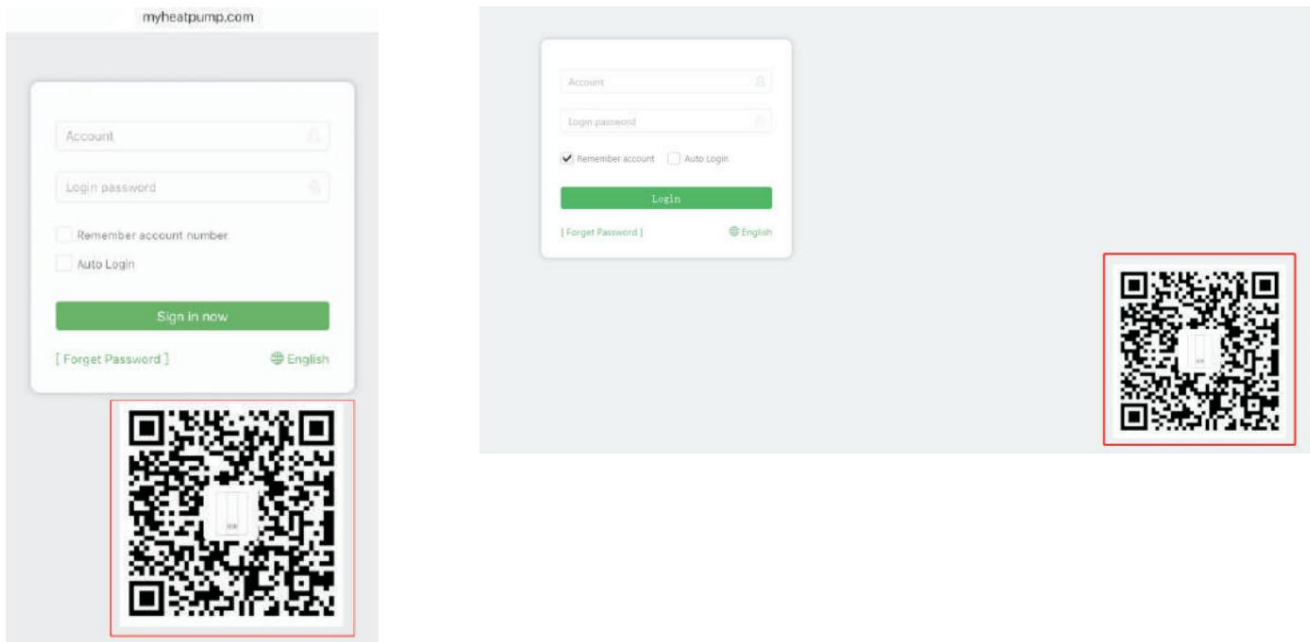 myheatpump.com
Account
Login password
Remember account number
Auto Login
Sign in now
[ Forget Password ]
English
Account
Login password
Remember account
Auto Login
Login
[ Forget Password ]
English